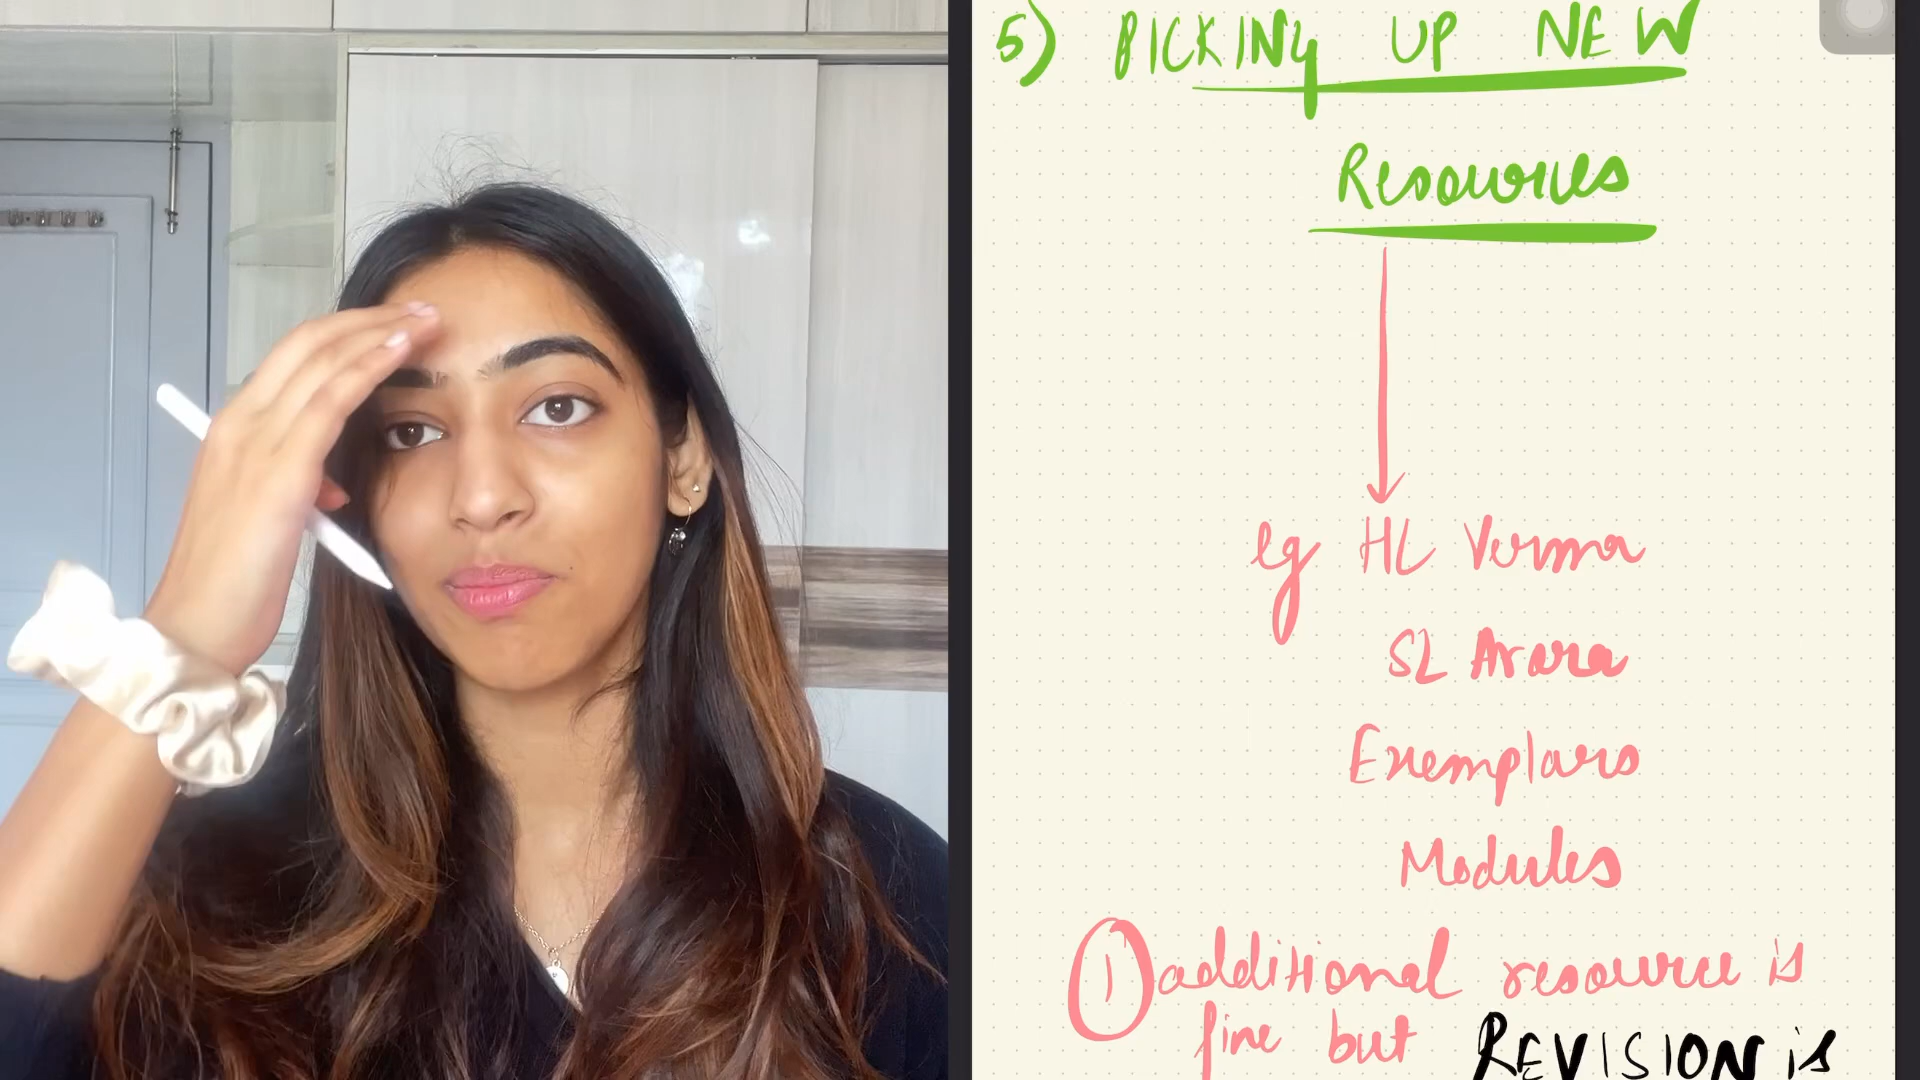 5) PICKING UP NEW
Resources
eg HC Verma
SL Arora
Exemplars
Modules
① additional resource is
fine but REVISION is